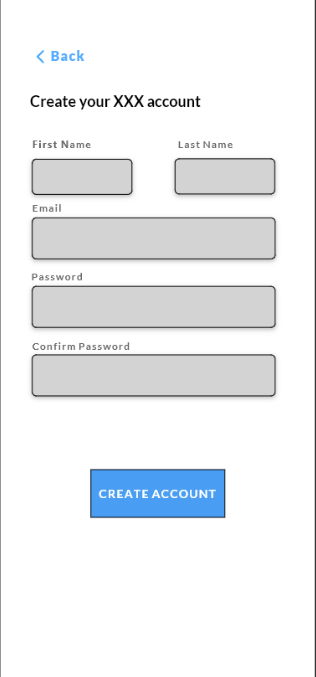 Back
Create your XXX account
First Name Last Name
Email
Password
Confirm Password
CREATE ACCOUNT